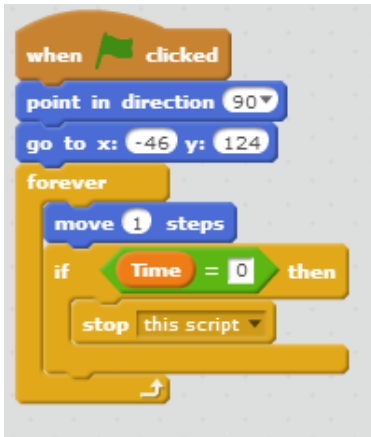 when clicked
point in direction 90
go to x: -46 y: 124
forever
move 1 steps
if Time = 0 then
stop this script